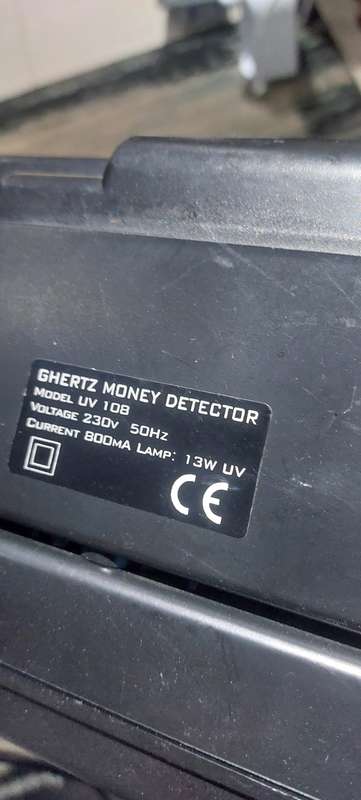 GHERTZ MONEY DETECTOR
MODEL UV 108
VOLTAGE 230V 50HZ
CURRENT 800MA LAMP: 13W UV
CE